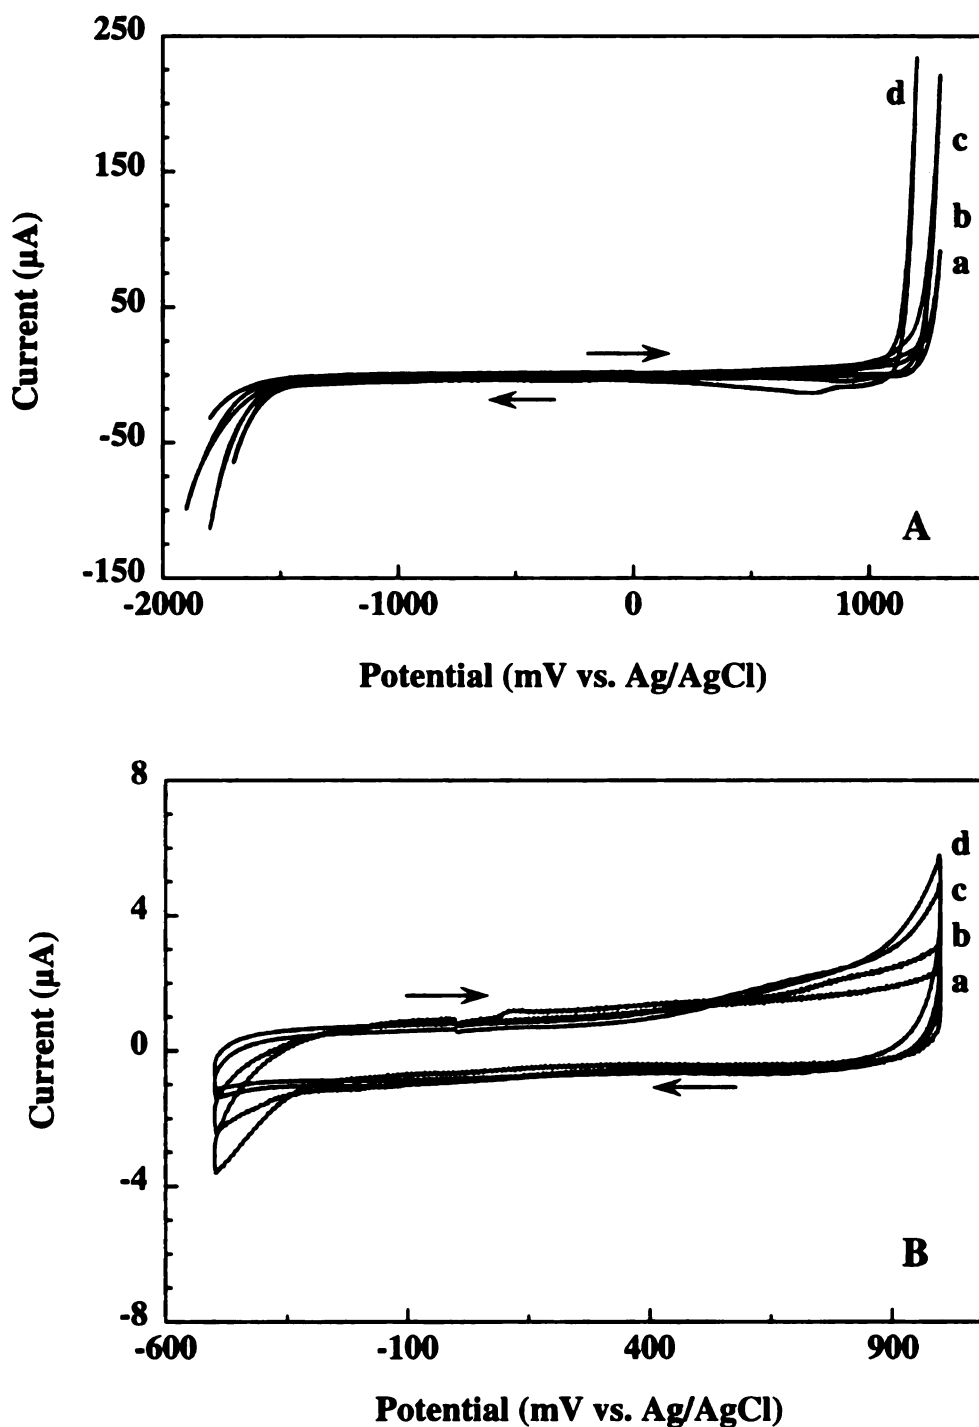 250
150
50
-50
-150
Current (µA)
d
c
b
a
A
-2000 -1000 0 1000
Potential (mV vs. Ag/AgCl)
8
4
0
-4
-8
Current (µA)
d
c
b
a
B
-600 -100 400 900
Potential (mV vs. Ag/AgCl)